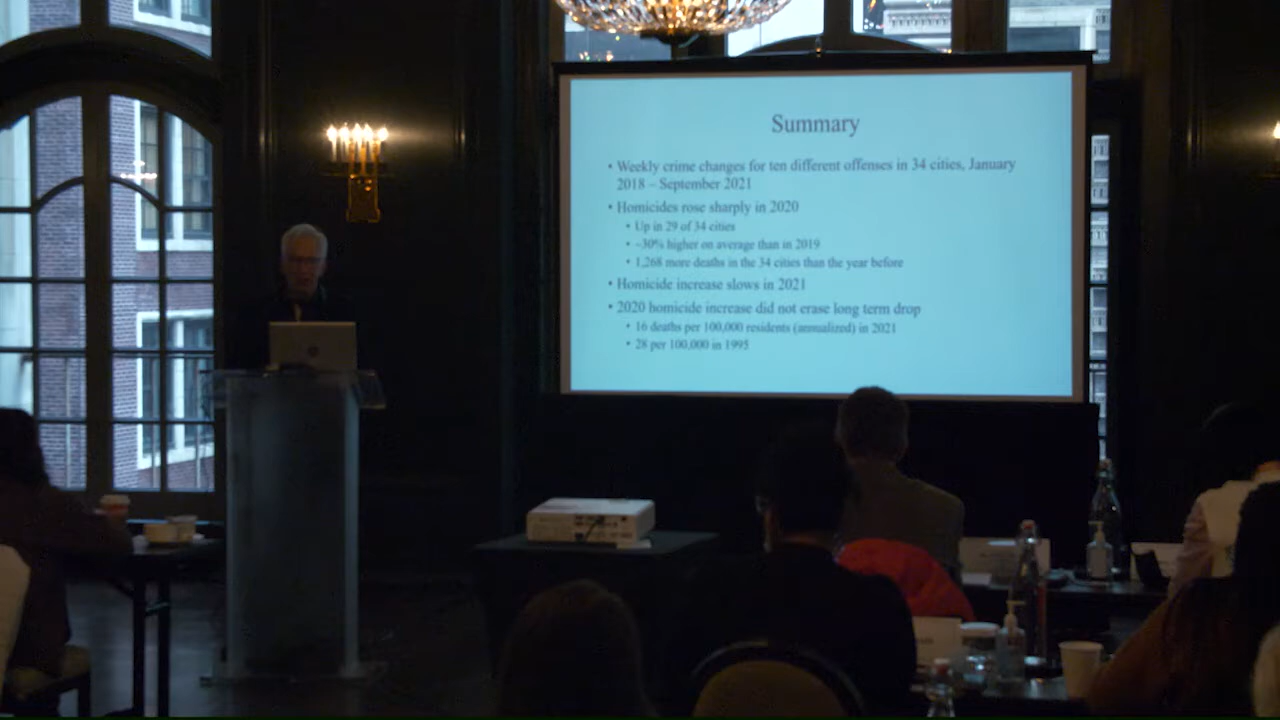 Summary
• Weekly crime changes for ten different offenses in 34 cities, January
2018 – September 2021
• Homicides rose sharply in 2020
• Up in 29 of 34 cities
• ~30% higher on average than in 2019
• 1,268 more deaths in the 34 cities than the year before
• Homicide increase slows in 2021
• 2020 homicide increase did not erase long term drop
• 16 deaths per 100,000 residents (annualized) in 2021
• 28 per 100,000 in 1995